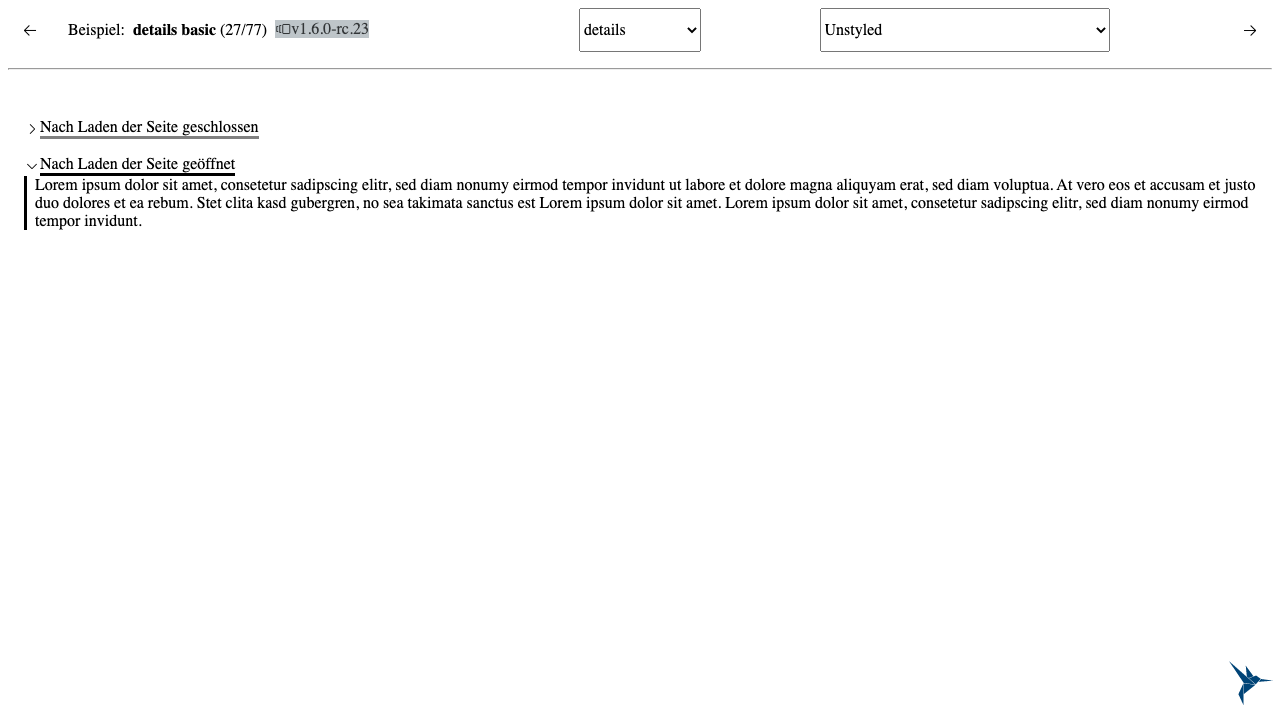 Beispiel: details basic (27/77) v1.6.0-rc.23 details Unstyled
Nach Laden der Seite geschlossen
Nach Laden der Seite geöffnet
Lorem ipsum dolor sit amet, consetetur sadipscing elitr, sed diam nonumy eirmod tempor invidunt ut labore et dolore magna aliquyam erat, sed diam voluptua. At vero eos et accusam et justo
duo dolores et ea rebum. Stet clita kasd gubergren, no sea takimata sanctus est Lorem ipsum dolor sit amet. Lorem ipsum dolor sit amet, consetetur sadipscing elitr, sed diam nonumy eirmod
tempor invidunt.